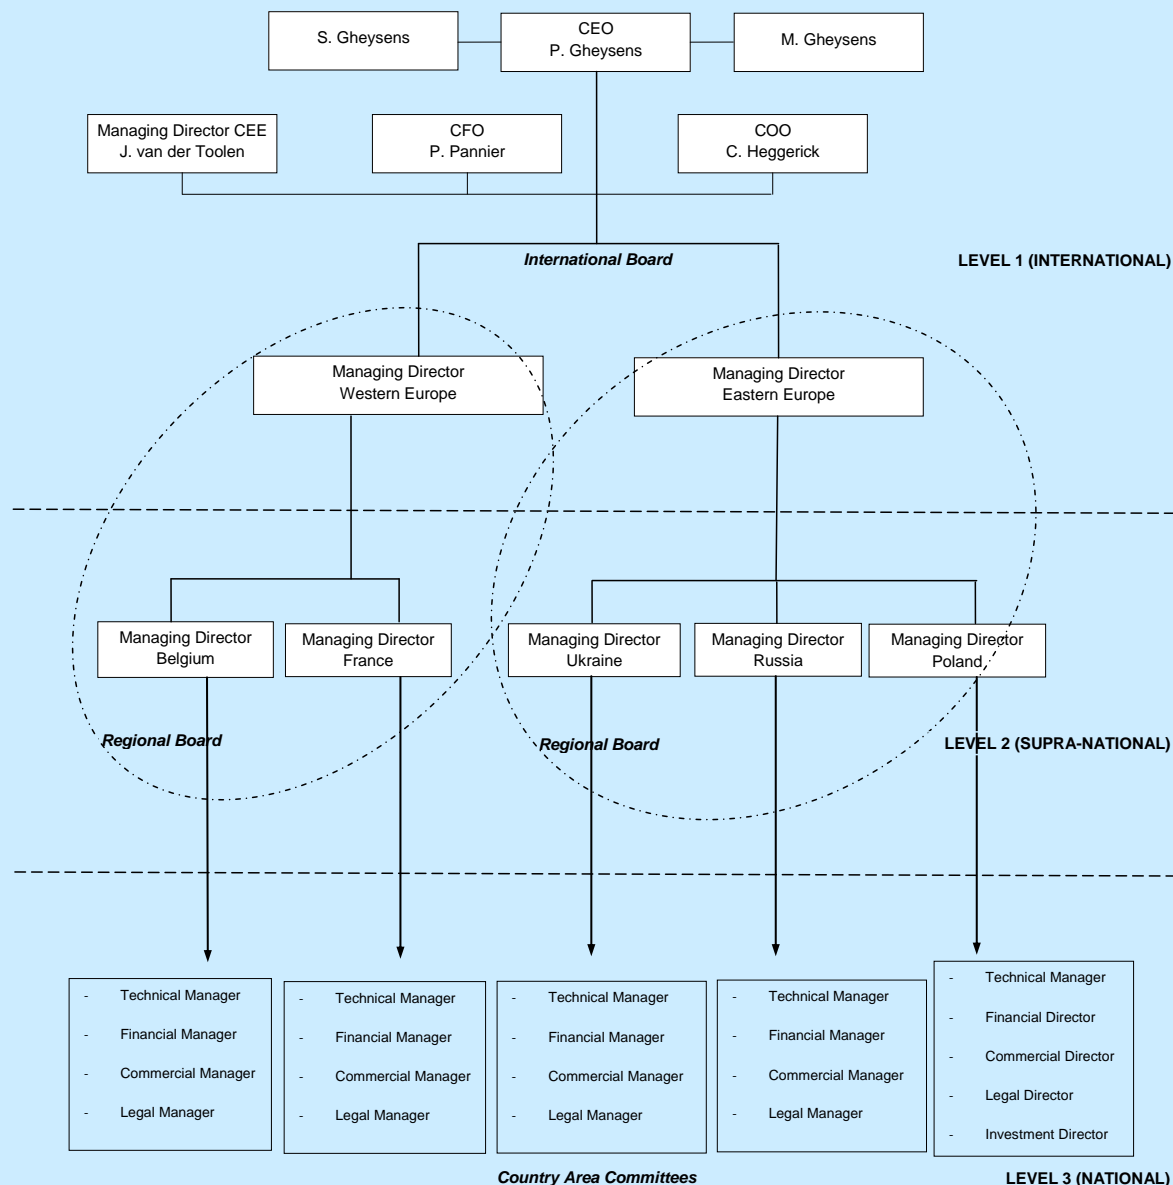 S. Gheysens
CEO
P. Gheysens
M. Gheysens
Managing Director CEE
J. van der Toolen
CFO
P. Pannier
COO
C. Heggerick
International Board
LEVEL 1 (INTERNATIONAL)
Managing Director
Western Europe
Managing Director
Eastern Europe
Managing Director
Belgium
Managing Director
France
Managing Director
Ukraine
Managing Director
Russia
Managing Director
Poland
Regional Board
Regional Board
LEVEL 2 (SUPRA-NATIONAL)
- Technical Manager
- Financial Manager
- Commercial Manager
- Legal Manager
- Technical Manager
- Financial Manager
- Commercial Manager
- Legal Manager
- Technical Manager
- Financial Manager
- Commercial Manager
- Legal Manager
- Technical Manager
- Financial Manager
- Commercial Manager
- Legal Manager
- Technical Manager
- Financial Director
- Commercial Director
- Legal Director
- Investment Director
Country Area Committees
LEVEL 3 (NATIONAL)